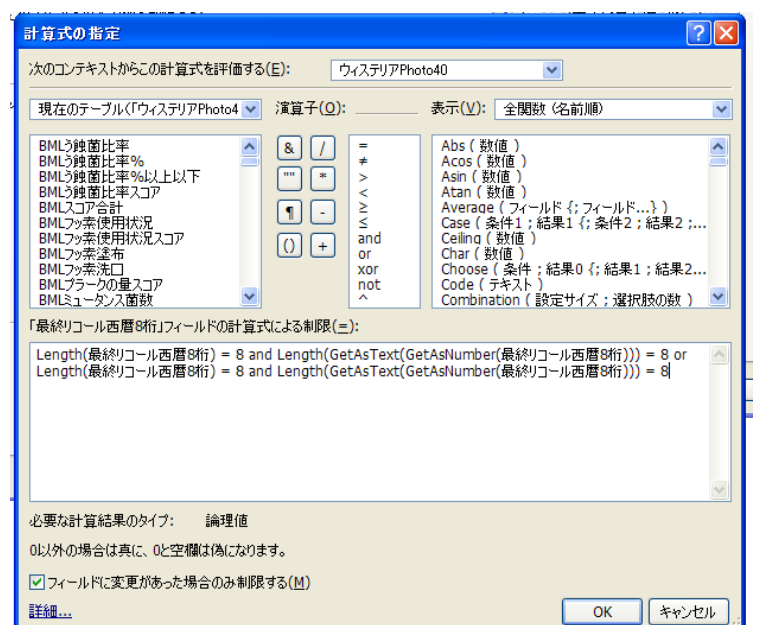 計算式の指定
次のコンテキストからこの計算式を評価する(E): ウィステリアPhoto40
現在のテーブル(「ウィステリアPhoto4 演算子(O): 表示(V): 全関数 (名前順)
BMLう蝕菌比率
BMLう蝕菌比率%
BMLう蝕菌比率%以上以下
BMLう蝕菌比率スコア
BMLスコア合計
BMLフッ素使用状況
BMLフッ素使用状況スコア
BMLフッ素塗布
BMLフッ素洗口
BMLプラークの量スコア
BMLミュータンス菌数
& /
"" *
¶ -
() +
=
≠
>
<
≥
≤
and
or
xor
not
^
Abs ( 数値 )
Acos ( 数値 )
Asin ( 数値 )
Atan ( 数値 )
Average ( フィールド {; フィールド...} )
Case ( 条件1 ; 結果1 {; 条件2 ; 結果2 ;...
Ceiling ( 数値 )
Char ( 数値 )
Choose ( 条件 ; 結果0 {; 結果1 ; 結果2...
Code ( テキスト )
Combination ( 設定サイズ ; 選択肢の数 )
「最終リコール西暦8桁」フィールドの計算式による制限(=):
Length(最終リコール西暦8桁) = 8 and Length(GetAsText(GetAsNumber(最終リコール西暦8桁))) = 8 or
Length(最終リコール西暦8桁) = 8 and Length(GetAsText(GetAsNumber(最終リコール西暦8桁))) = 8
必要な計算結果のタイプ: 論理値
0以外の場合は真に、0と空欄は偽になります。
フィールドに変更があった場合のみ制限する(M)
詳細...
OK キャンセル